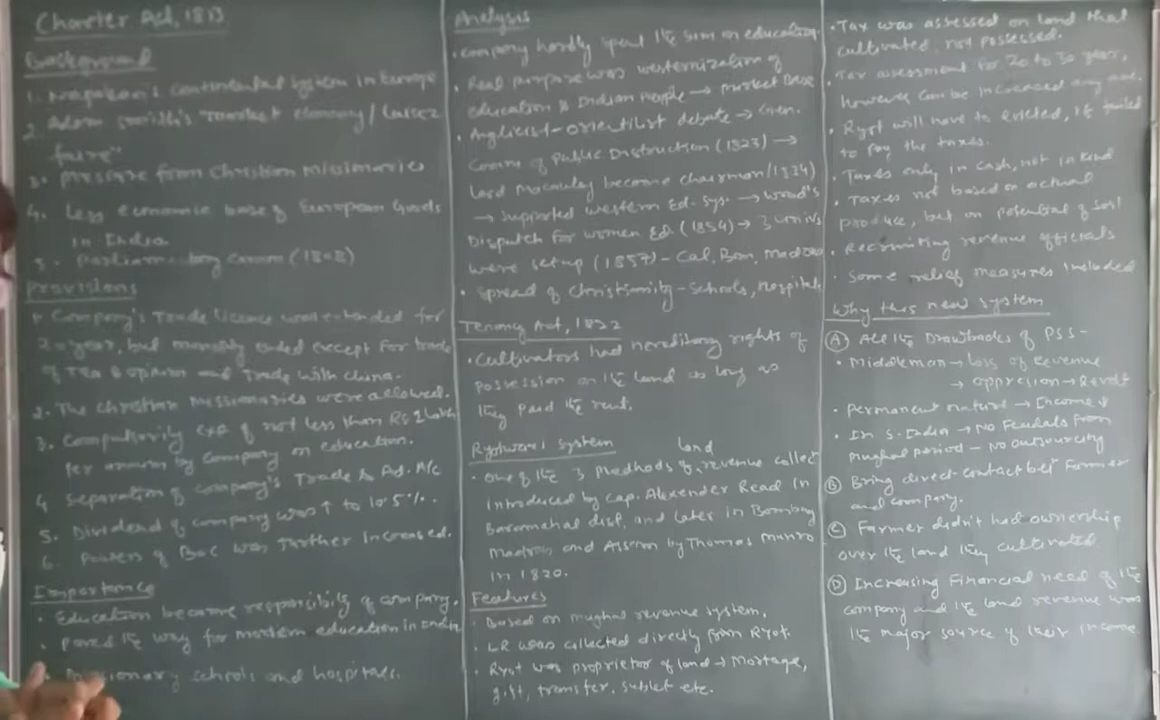 Charter Act, 1813
Background
1. Napoleon's continental system in Europe
2. Adam Smith's market economy / Laissez
faire"
3. Pressure from Christian Missionaries
4. Less economic base of European Goods
in India
5. Parliamentary Comm (1808)
Provisions
1. Company's Trade licence was extended for
20 year, but monopoly ended except for trade
of Tea & opium and Trade with China.
2. The christian missionaries were allowed.
3. Compulsorily exp of not less than Rs 1 Lakh
per annum by company on education.
4 Separation of company's Trade & Ad. A/c
5. Dividend of company was ↑ to 10.5%.
6. Powers of BoC was further increased.
Importance
• Education became responsibily of company.
• Paved the way for modern education in India
• Missionary schools and hospitals.
Analysis
• Company hardly spent the sum on education.
• Real purpose was westernization of
education & Indian People → market base
• Anglicist-orientilist debate → Gen.
Comm of Public Instruction (1823) →
Lord Macauley became chairman (1834)
→ supported western Ed. Sys. → Wood's
Dispatch for women Ed. (1854) → 3 univs
were setup (1857) - Cal, Bom, Madras
• Spread of Christianity - Schools, Hospitals
Tenancy Act, 1822
• Cultivators had hereditory rights of
possession on the land as long as
they paid the rent.
Ryotwari system
• One of the 3 methods of land revenue collect
introduced by Cap. Alexender Read in
Baramahal dist, and later in Bombay
Madras and Assam by Thomas Munro
in 1820.
Features
• Based on mughal revenue system.
• LR was collected directly from Ryot.
• Ryot was proprietor of land → Mortage,
gift, transfer, sublet etc.
• Tax was assessed on land that
cultivated, not possessed.
• Tax assessment for 20 to 30 years,
However can be increased any time.
• Ryot will have to evicted, if failed
to pay the taxes.
• Taxes only in cash, not in kind
• Taxes not based on actual
produce, but on potential of soil
• Recruiting revenue officials
• Some relief measures included
Why this new system
(A) All the Drawbacks of PSS -
• Middleman → loss of Revenue
→ oppresion → Revolt
• Permanent nature → Income ↓
• In S. India → No Feudals from
mughal period - No outsourcing
(B) Bring direct contact bet Farmer
and company.
(C) Farmer didn't had ownership
over the land they cultivated.
(D) Increasing Financial need of the
company and the land revenue was
the major source of their income.